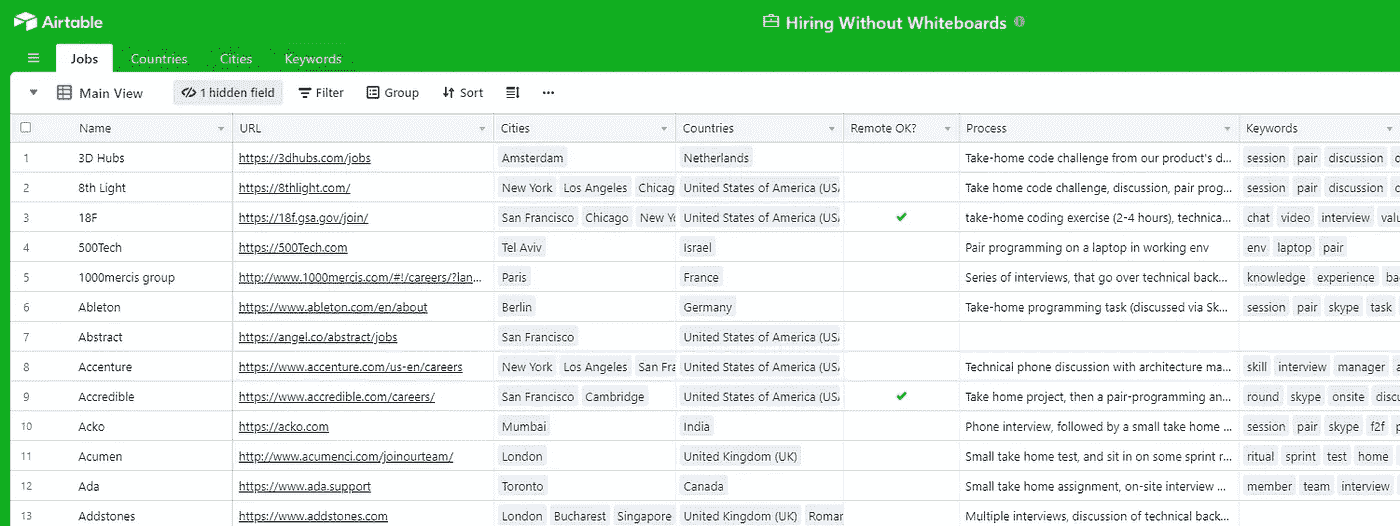 Airtable
Hiring Without Whiteboards
Jobs Countries Cities Keywords
Main View 1 hidden field Filter Group Sort
Name URL Cities Countries Remote OK? Process Keywords
1 3D Hubs https://3dhubs.com/jobs Amsterdam Netherlands Take-home code challenge from our product's d... session pair discussion
2 8th Light https://8thlight.com/ New York Los Angeles Chicag United States of America (US Take home code challenge, discussion, pair prog... session pair discussion
3 18F https://18f.gsa.gov/join/ San Francisco Chicago New Yo United States of America (US take-home coding exercise (2-4 hours), technica... chat video interview valu
4 500Tech https://500Tech.com Tel Aviv Israel Pair programming on a laptop in working env env laptop pair
5 1000mercis group http://www.1000mercis.com/#!/careers/?lan... Paris France Series of interviews, that go over technical back... knowledge experience ba
6 Ableton https://www.ableton.com/en/about Berlin Germany Take-home programming task (discussed via Sk... session pair skype task
7 Abstract https://angel.co/abstract/jobs San Francisco United States of America (US
8 Accenture https://www.accenture.com/us-en/careers New York Los Angeles San Fra United States of America (US Technical phone discussion with architecture ma... skill interview manager
9 Accredible https://www.accredible.com/careers/ San Francisco Cambridge United States of America (US Take home project, then a pair-programming an... round skype onsite discu
10 Acko https://acko.com Mumbai India Phone interview, followed by a small take home ... session pair skype f2f
11 Acumen http://www.acumenci.com/joinourteam/ London United Kingdom (UK) Small take home test, and sit in on some sprint r... ritual sprint test home
12 Ada https://www.ada.support Toronto Canada Small take home assignment, on-site interview ... member team interview
13 Addstones https://www.addstones.com London Bucharest Singapore United Kingdom (UK) Romar Multiple interviews, discussion of technical back... knowledge experience ba